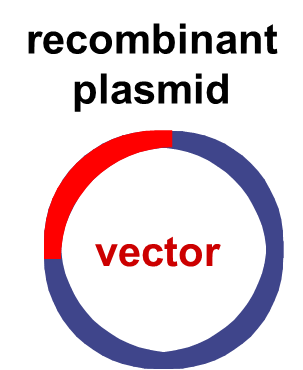 recombinant
plasmid
vector